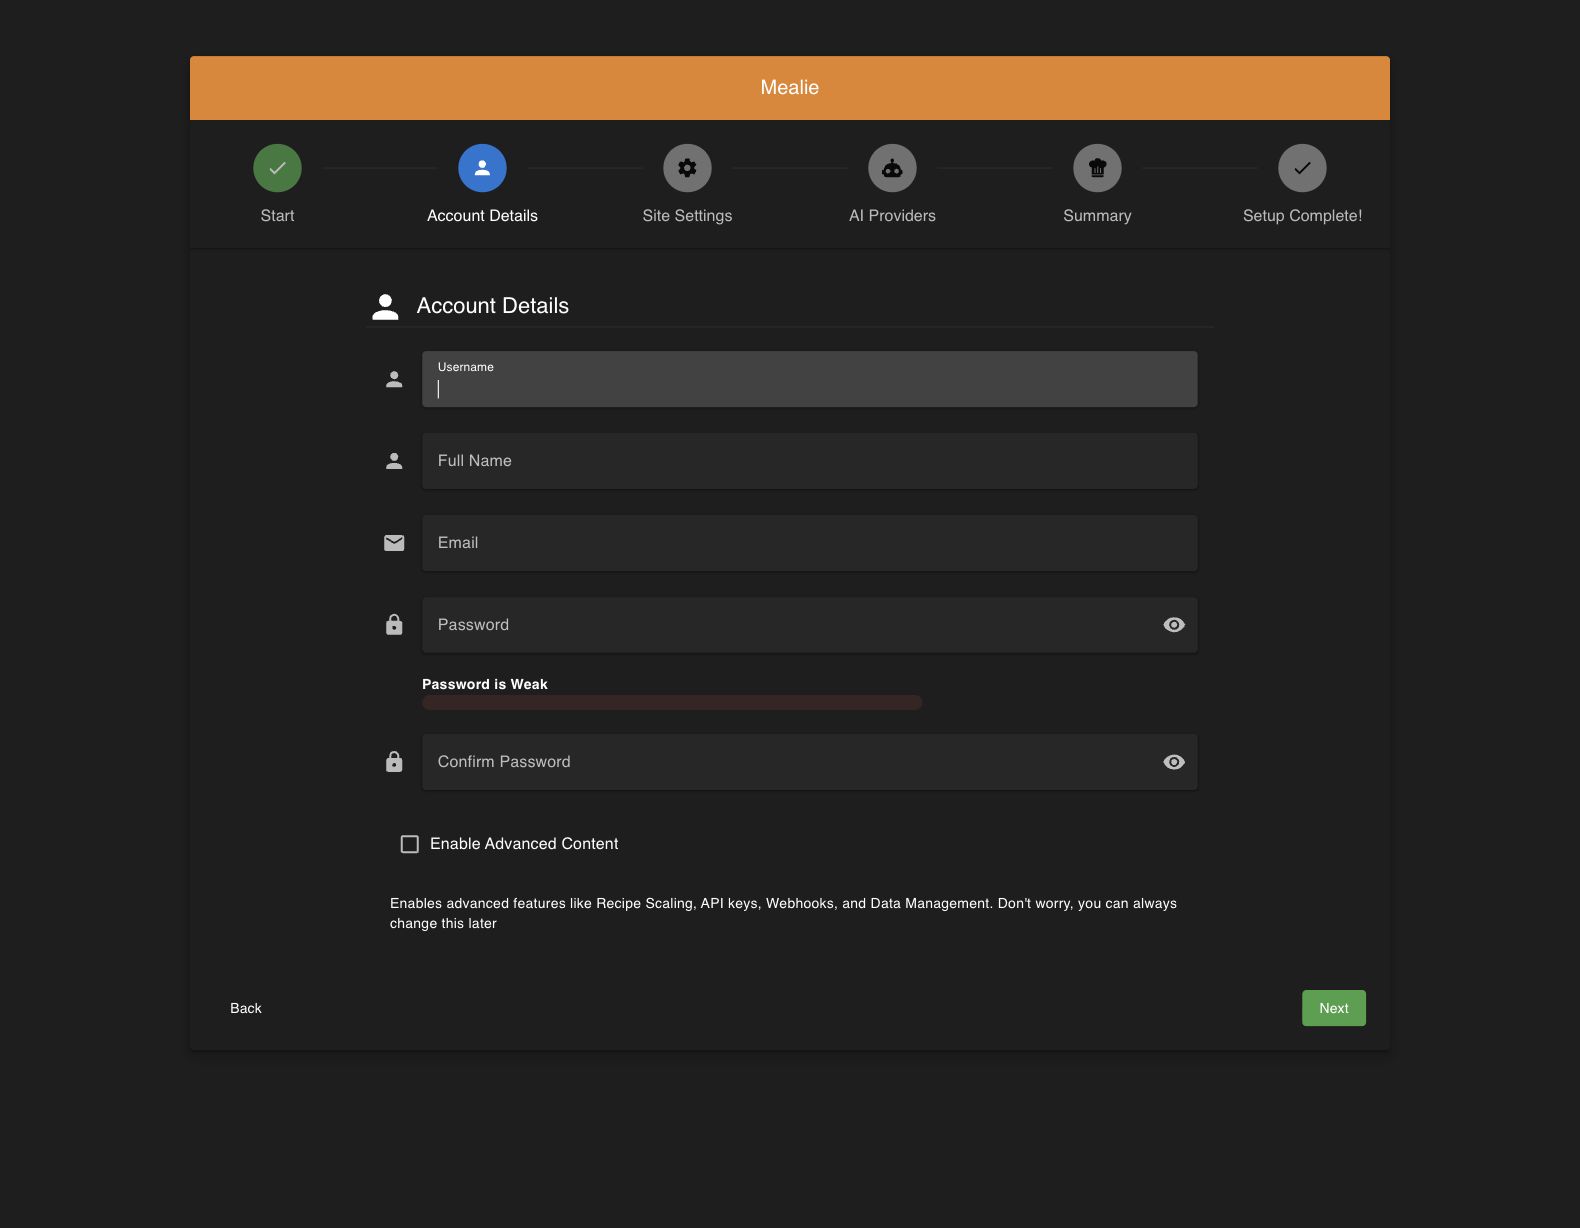 Mealie
Start
Account Details
Site Settings
AI Providers
Summary
Setup Complete!
Account Details
Username
Full Name
Email
Password
Password is Weak
Confirm Password
Enable Advanced Content
Enables advanced features like Recipe Scaling, API keys, Webhooks, and Data Management. Don't worry, you can always
change this later
Back
Next